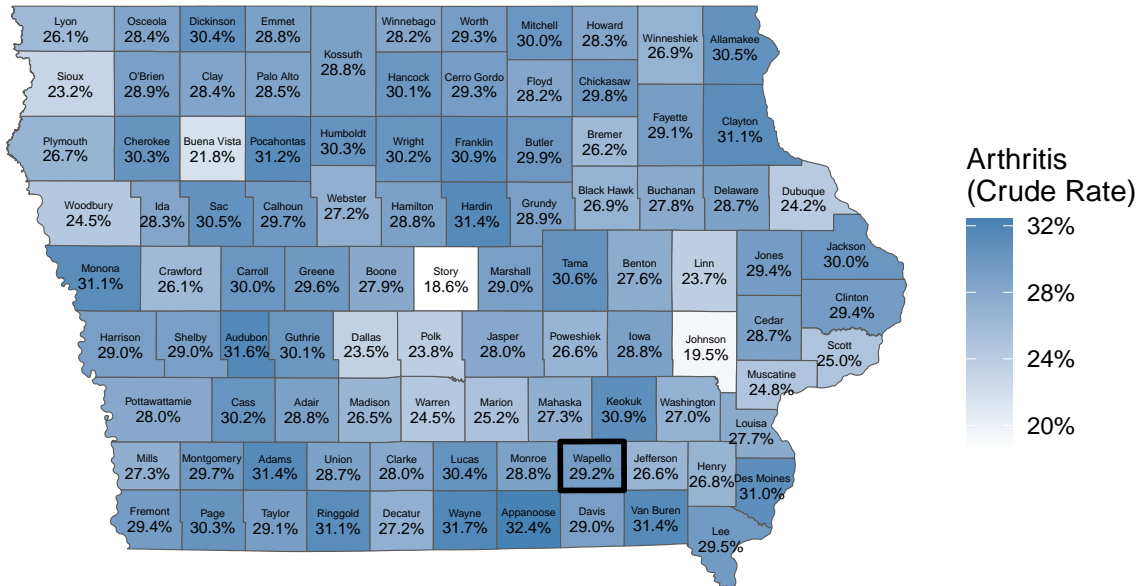 Lyon
26.1%
Osceola
28.4%
Dickinson
30.4%
Emmet
28.8%
Winnebago
28.2%
Worth
29.3%
Mitchell
30.0%
Howard
28.3%
Winneshiek
26.9%
Allamakee
30.5%
Kossuth
28.8%
Sioux
23.2%
O'Brien
28.9%
Clay
28.4%
Palo Alto
28.5%
Hancock
30.1%
Cerro Gordo
29.3%
Floyd
28.2%
Chickasaw
29.8%
Fayette
29.1%
Clayton
31.1%
Plymouth
26.7%
Cherokee
30.3%
Buena Vista
21.8%
Pocahontas
31.2%
Humboldt
30.3%
Wright
30.2%
Franklin
30.9%
Butler
29.9%
Bremer
26.2%
Woodbury
24.5%
Ida
28.3%
Sac
30.5%
Calhoun
29.7%
Webster
27.2%
Hamilton
28.8%
Hardin
31.4%
Grundy
28.9%
Black Hawk
26.9%
Buchanan
27.8%
Delaware
28.7%
Dubuque
24.2%
Monona
31.1%
Crawford
26.1%
Carroll
30.0%
Greene
29.6%
Boone
27.9%
Story
18.6%
Marshall
29.0%
Tama
30.6%
Benton
27.6%
Linn
23.7%
Jones
29.4%
Jackson
30.0%
Clinton
29.4%
Harrison
29.0%
Shelby
29.0%
Audubon
31.6%
Guthrie
30.1%
Dallas
23.5%
Polk
23.8%
Jasper
28.0%
Poweshiek
26.6%
Iowa
28.8%
Johnson
19.5%
Cedar
28.7%
Scott
25.0%
Muscatine
24.8%
Pottawattamie
28.0%
Cass
30.2%
Adair
28.8%
Madison
26.5%
Warren
24.5%
Marion
25.2%
Mahaska
27.3%
Keokuk
30.9%
Washington
27.0%
Louisa
27.7%
Mills
27.3%
Montgomery
29.7%
Adams
31.4%
Union
28.7%
Clarke
28.0%
Lucas
30.4%
Monroe
28.8%
Wapello
29.2%
Jefferson
26.6%
Henry
26.8%
Des Moines
31.0%
Fremont
29.4%
Page
30.3%
Taylor
29.1%
Ringgold
31.1%
Decatur
27.2%
Wayne
31.7%
Appanoose
32.4%
Davis
29.0%
Van Buren
31.4%
Lee
29.5%
Arthritis
(Crude Rate)
32%
28%
24%
20%